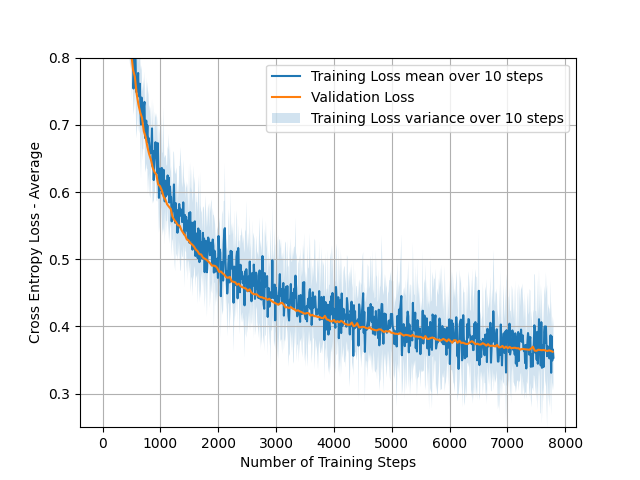 0.8
0.7
0.6
0.5
0.4
0.3
Cross Entropy Loss - Average
Training Loss mean over 10 steps
Validation Loss
Training Loss variance over 10 steps
0 1000 2000 3000 4000 5000 6000 7000 8000
Number of Training Steps